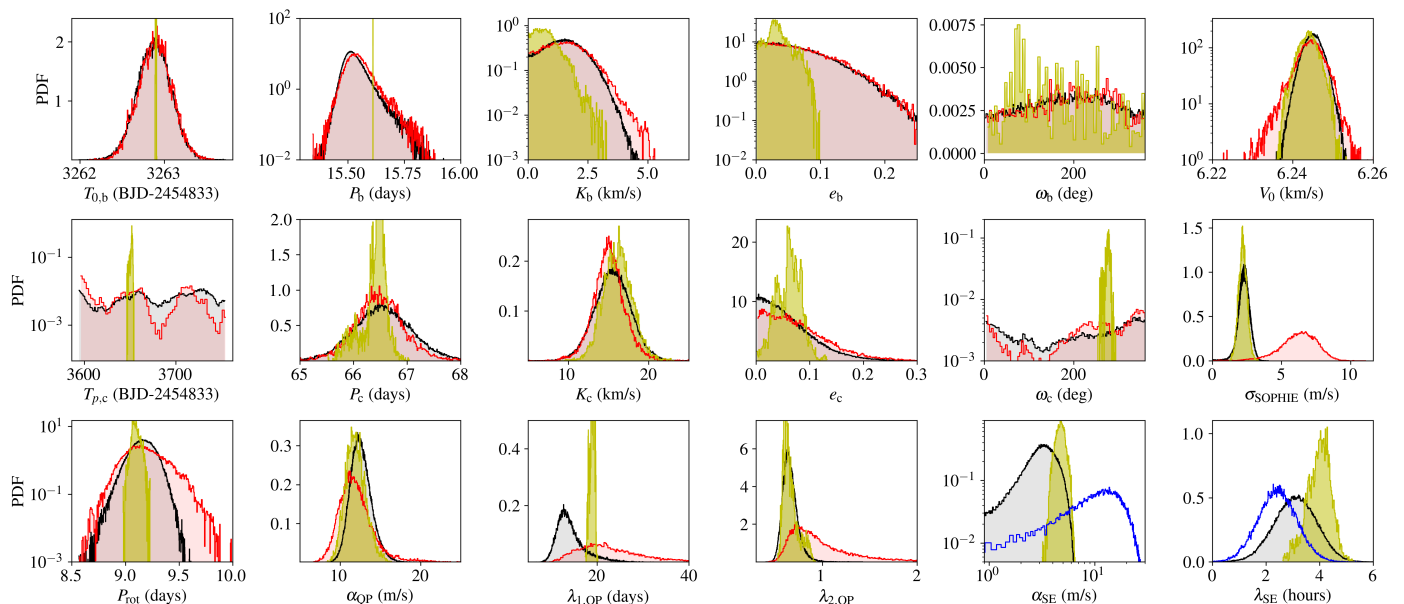 PDF
2
1
3262 3263
T0,b (BJD-2454833)
10^2
10^0
10^−2
15.50 15.75 16.00
Pb (days)
10^0
10^−1
10^−2
10^−3
0.0 2.5 5.0
Kb (km/s)
10^1
10^0
10^−1
10^−2
0.0 0.1 0.2
eb
0.0075
0.0050
0.0025
0.0000
0 200
ωb (deg)
10^2
10^1
10^0
6.22 6.24 6.26
V0 (km/s)
PDF
10^−1
10^−3
3600 3700
Tp,c (BJD-2454833)
2.0
1.5
1.0
0.5
65 66 67 68
Pc (days)
0.2
0.1
10 20
Kc (km/s)
20
10
0.0 0.1 0.2 0.3
ec
10^−1
10^−2
10^−3
0 200
ωc (deg)
1.5
1.0
0.5
0.0
0 5 10
σSOPHIE (m/s)
PDF
10^1
10^−1
10^−3
8.5 9.0 9.5 10.0
Prot (days)
0.3
0.2
0.1
10 20
αQP (m/s)
0.4
0.2
20 40
λ1,QP (days)
6
4
2
1 2
λ2,QP
10^−1
10^−2
10^0 10^1
αSE (m/s)
1.0
0.5
0.0
0 2 4 6
λSE (hours)